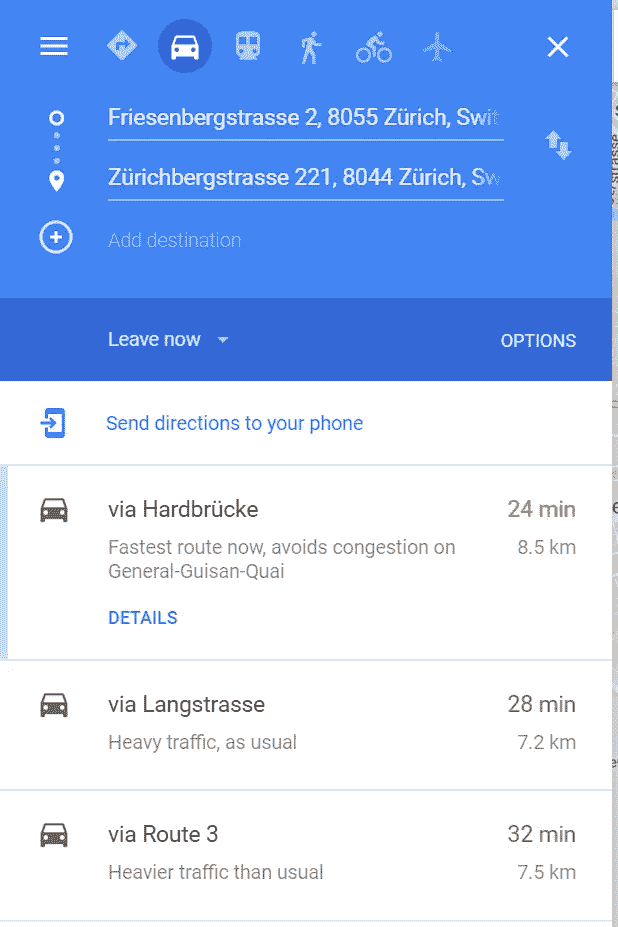 Friesenbergstrasse 2, 8055 Zürich, Swit
Zürichbergstrasse 221, 8044 Zürich, Sw
Add destination
Leave now
OPTIONS
Send directions to your phone
via Hardbrücke
24 min
Fastest route now, avoids congestion on
8.5 km
General-Guisan-Quai
DETAILS
via Langstrasse
28 min
Heavy traffic, as usual
7.2 km
via Route 3
32 min
Heavier traffic than usual
7.5 km